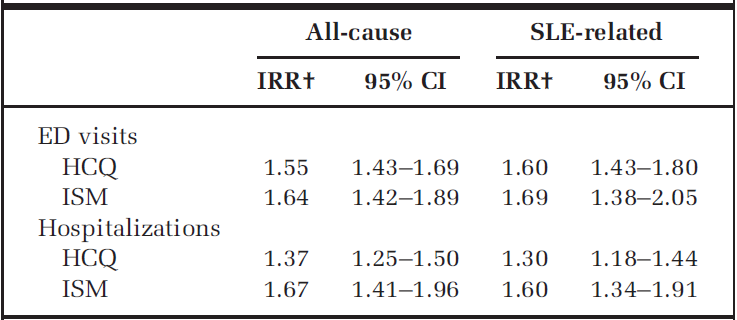 All-cause SLE-related
IRR† 95% CI IRR† 95% CI
ED visits
HCQ 1.55 1.43–1.69 1.60 1.43–1.80
ISM 1.64 1.42–1.89 1.69 1.38–2.05
Hospitalizations
HCQ 1.37 1.25–1.50 1.30 1.18–1.44
ISM 1.67 1.41–1.96 1.60 1.34–1.91